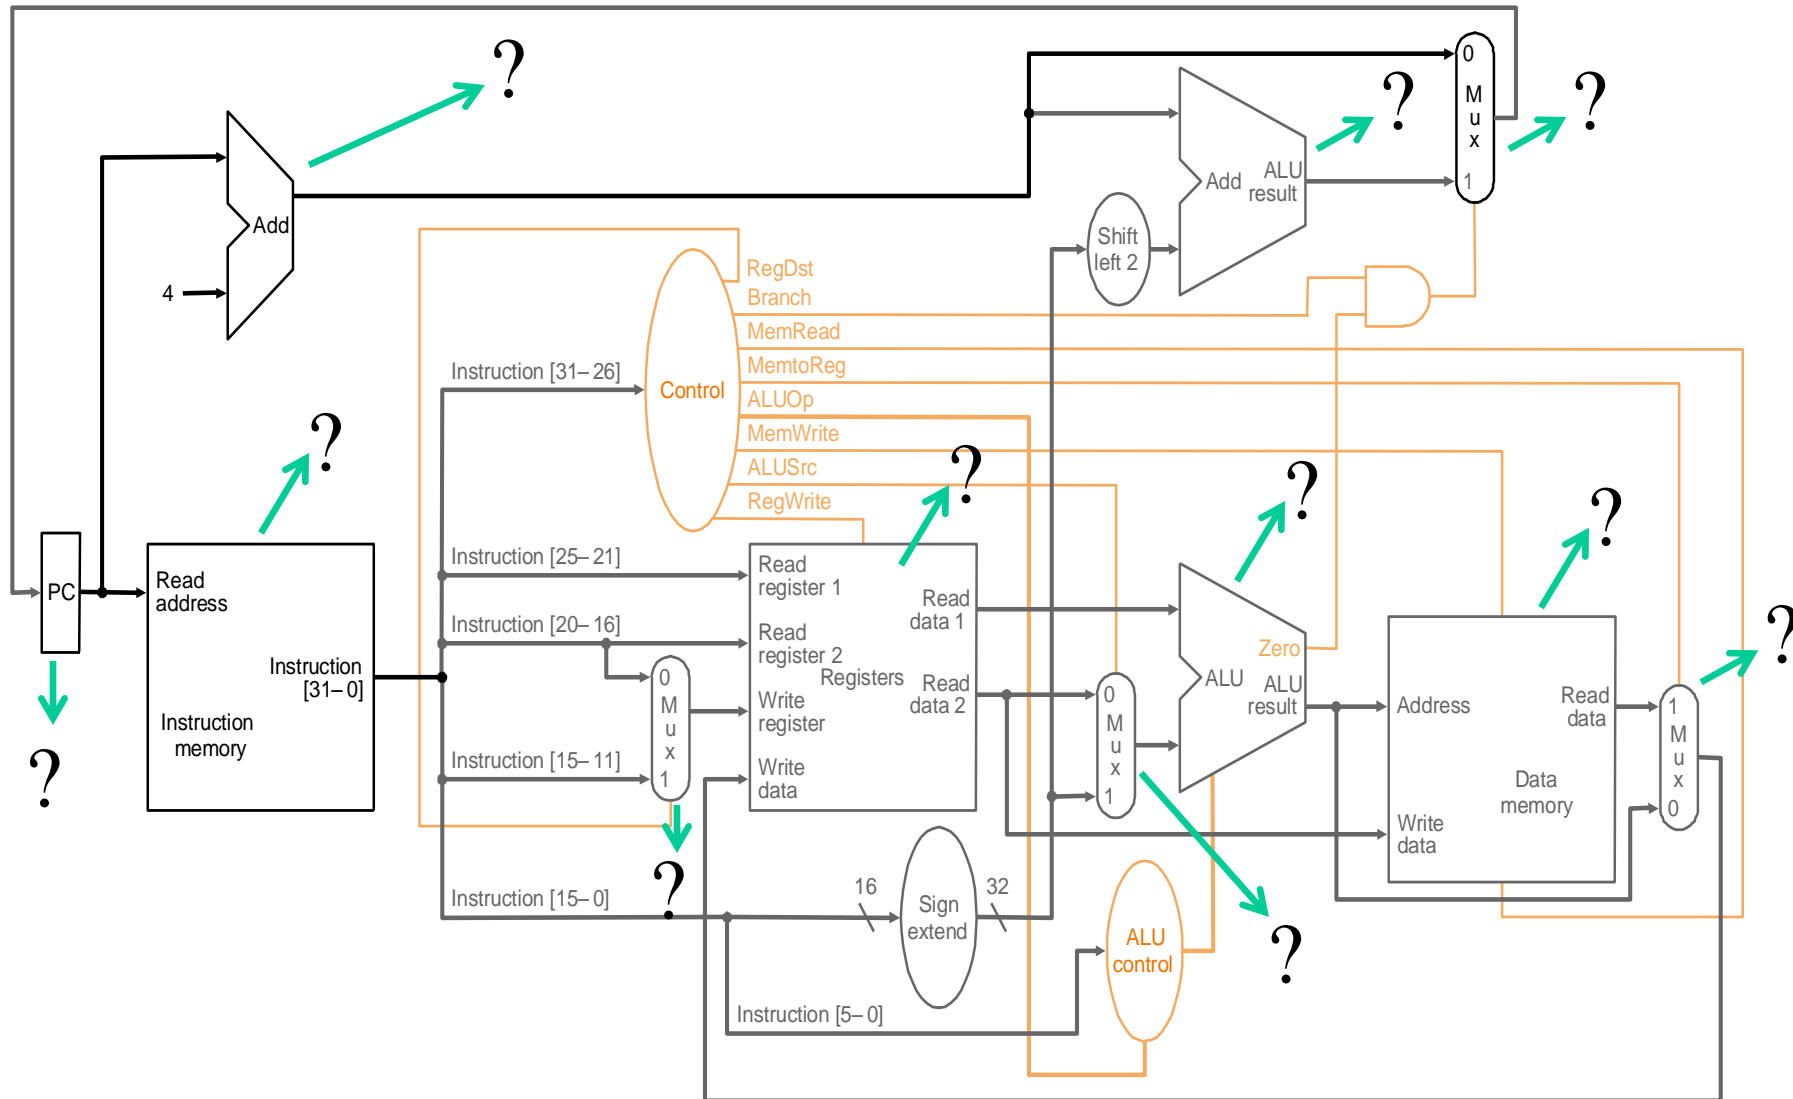 ?
0
M
u
x
1
?
?
Add
ALU
result
Add
4
Shift
left 2
RegDst
Branch
MemRead
MemtoReg
ALUOp
MemWrite
ALUSrc
RegWrite
Control
Instruction [31–26]
?
?
?
?
PC
Read
address
Instruction
[31–0]
Instruction
memory
?
Instruction [25–21]
Instruction [20–16]
Instruction [15–11]
Instruction [15–0]
0
M
u
x
1
?
Read
register 1
Read
register 2
Registers
Write
register
Write
data
Read
data 1
Read
data 2
0
M
u
x
1
Zero
ALU
ALU
result
Address
Read
data
Data
memory
Write
data
?
1
M
u
x
0
16
Sign
extend
32
ALU
control
?
Instruction [5–0]